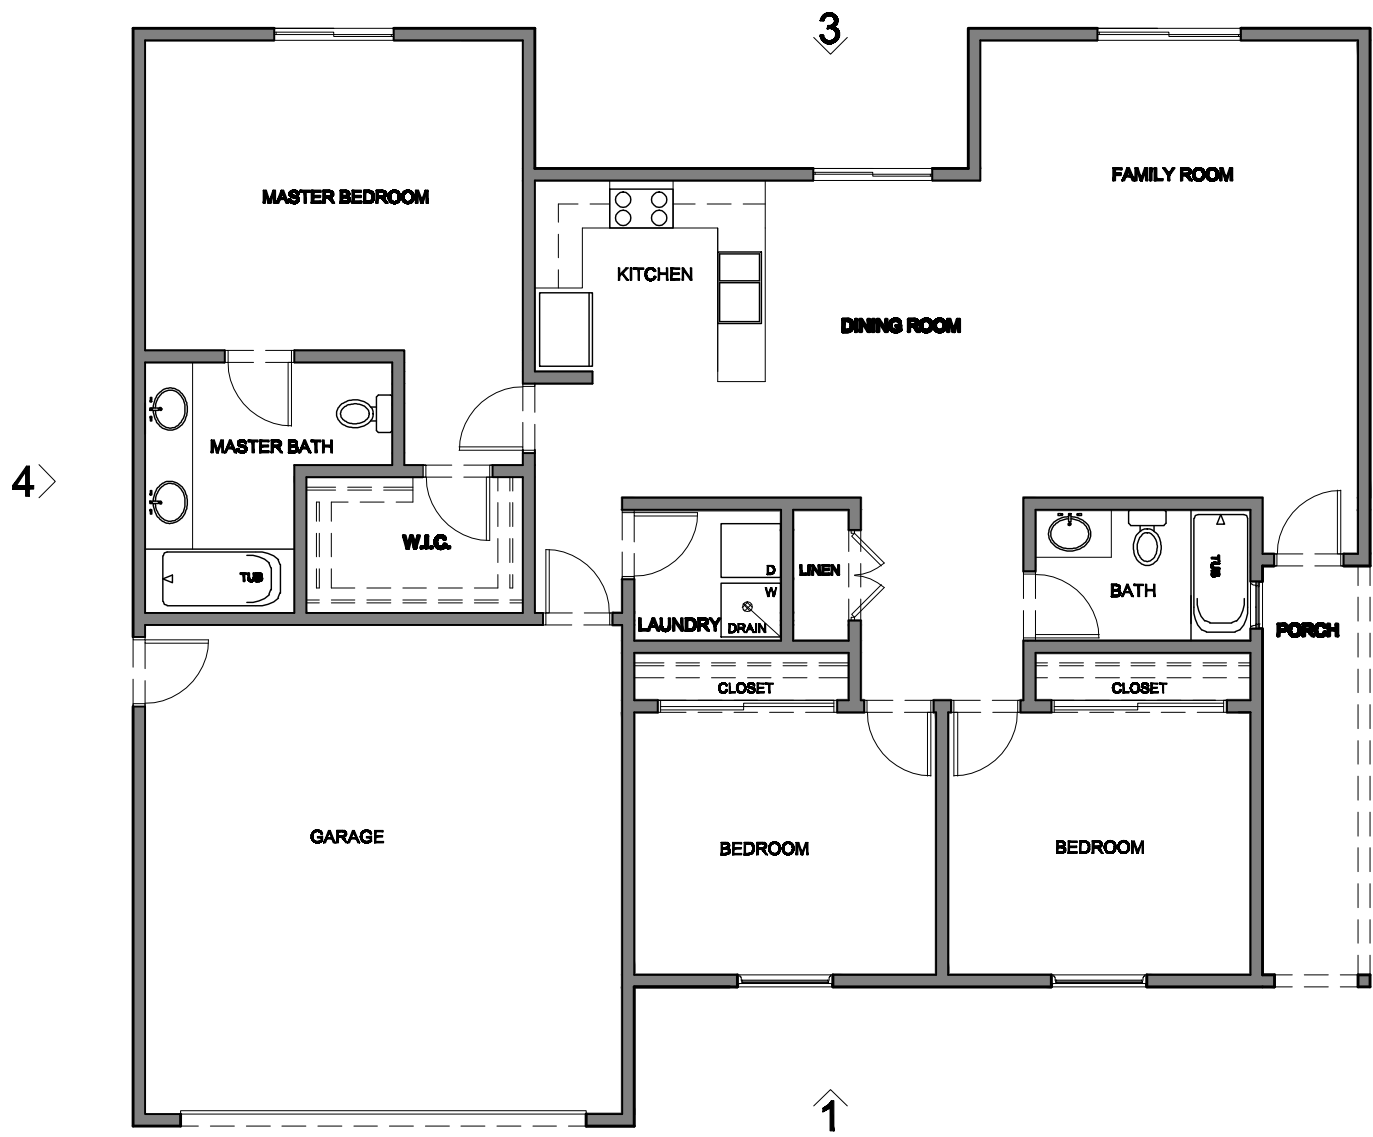 3
FAMILY ROOM
MASTER BEDROOM
KITCHEN
DINING ROOM
MASTER BATH
4
W.I.C.
D
LINEN
TUB
TUB
W
BATH
LAUNDRY
DRAIN
PORCH
CLOSET
CLOSET
GARAGE
BEDROOM
BEDROOM
1